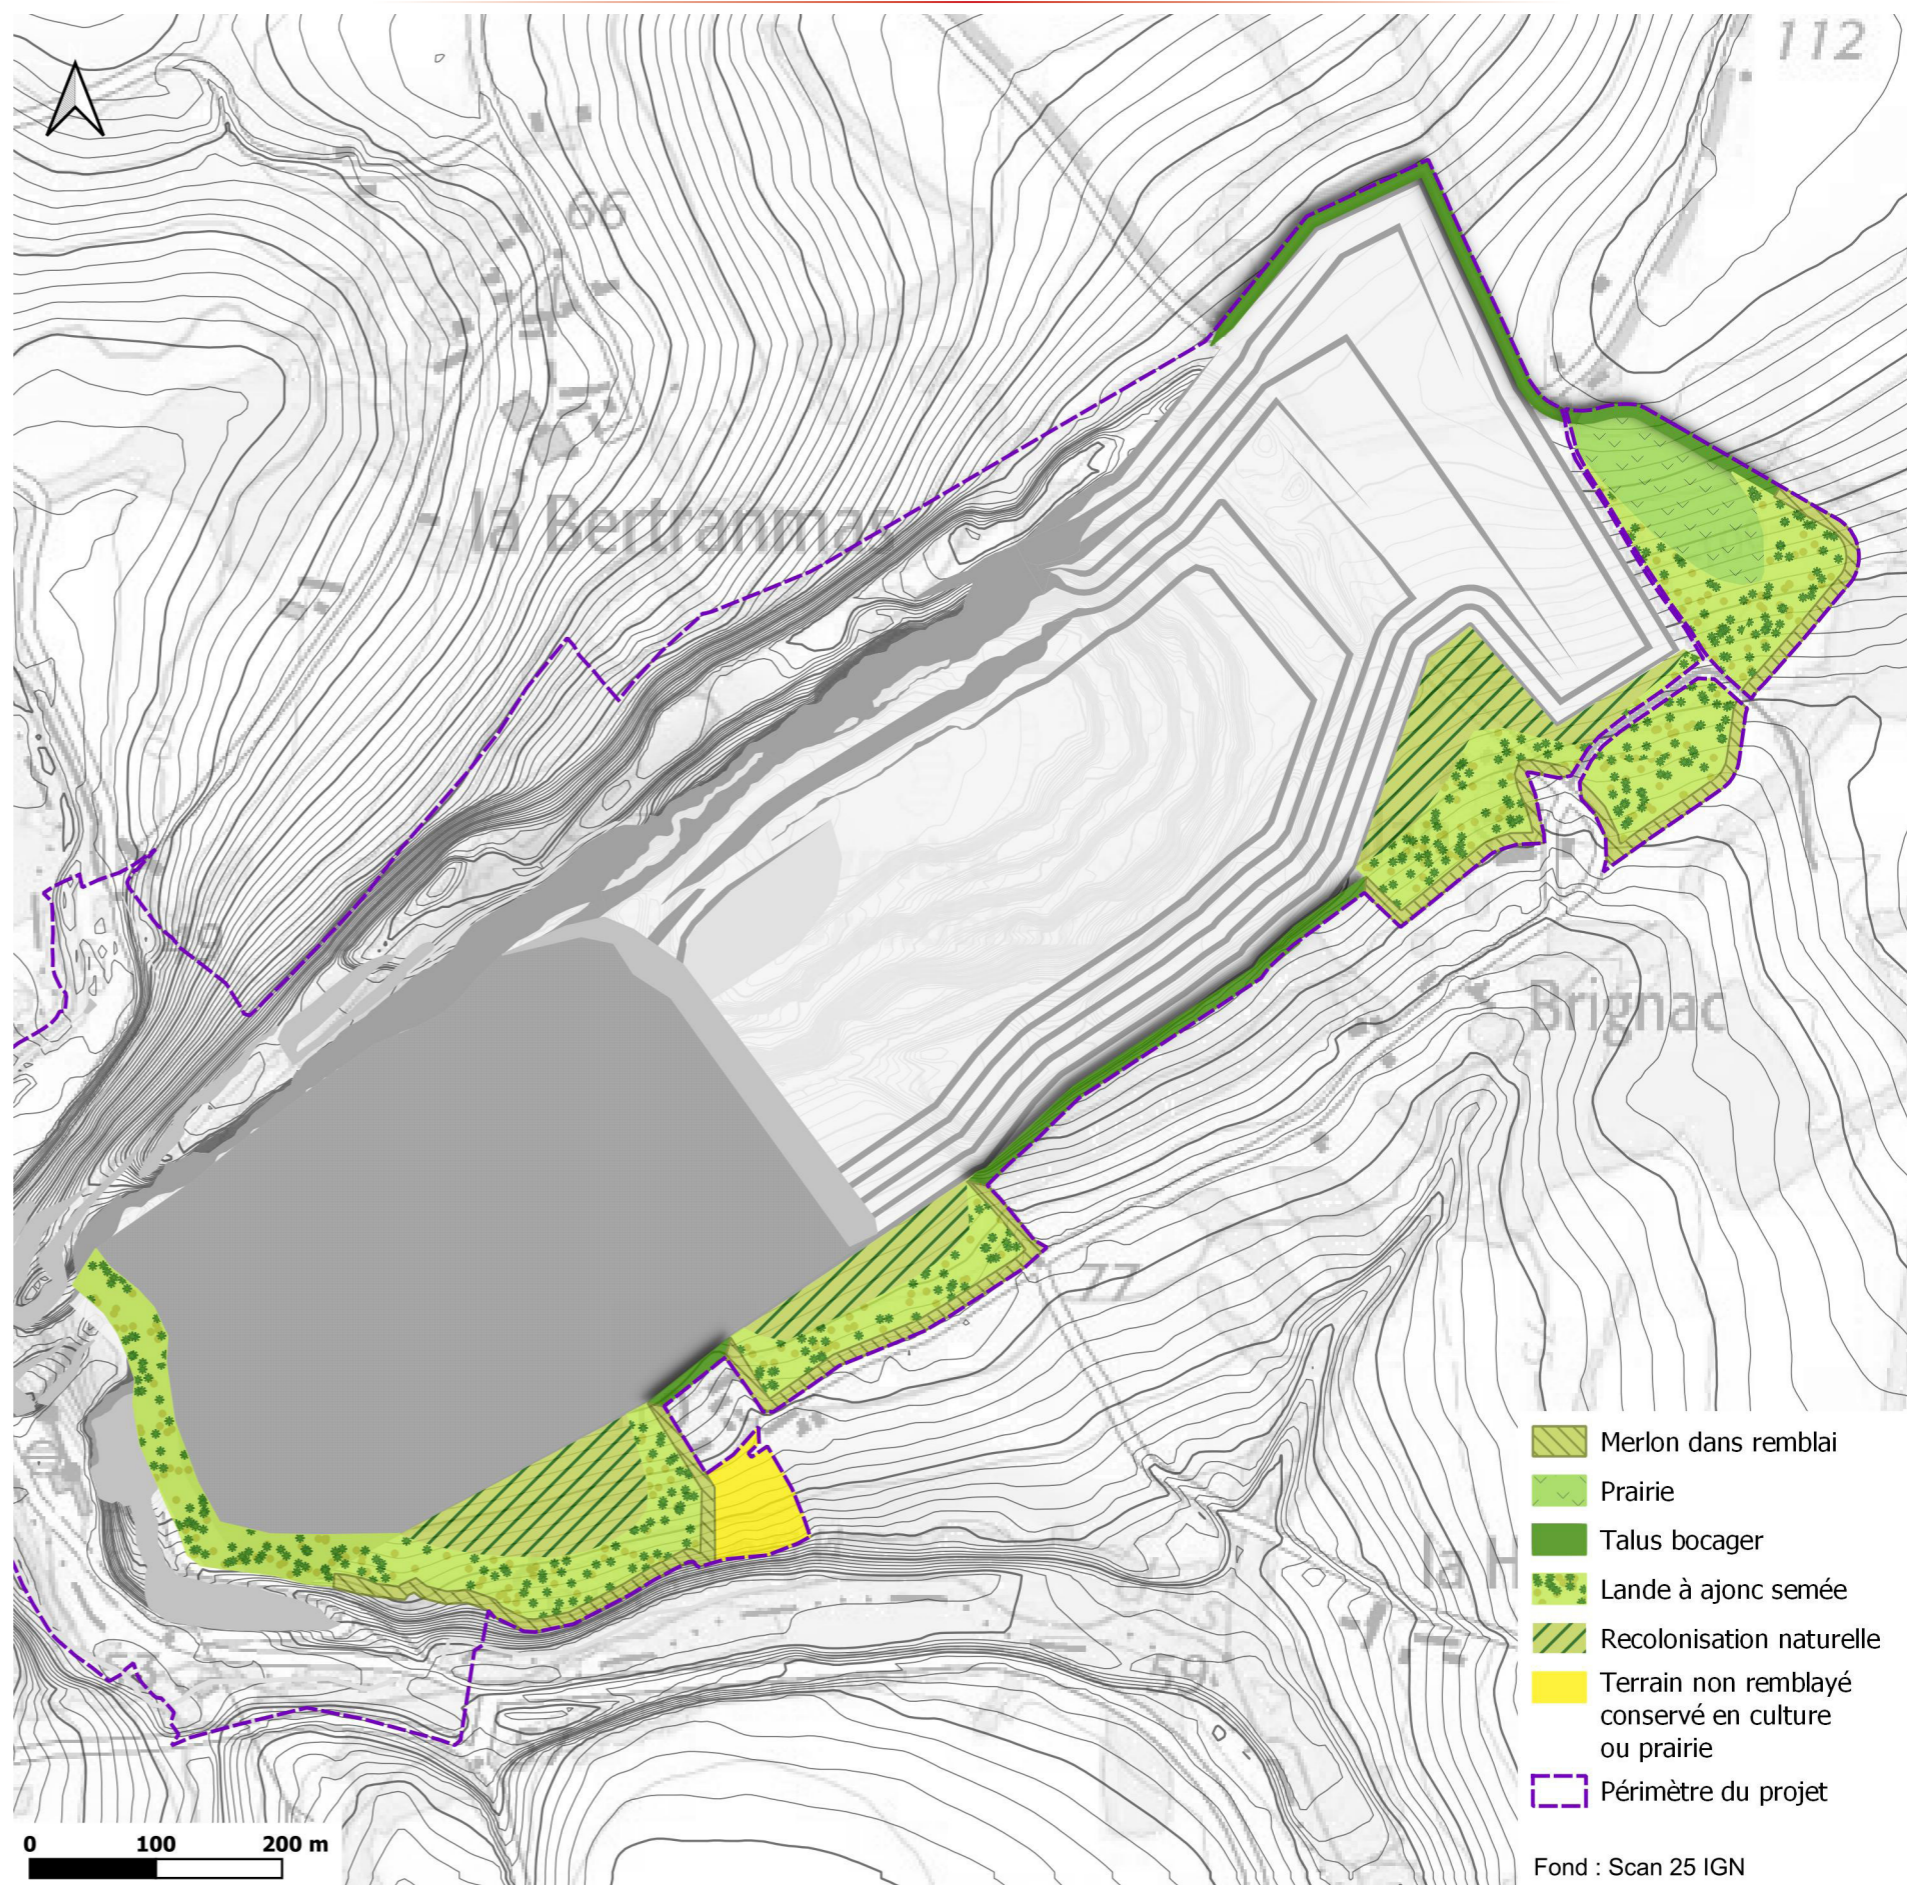 112
66
la Bertranmais
Brignac
77
la H
59
Merlon dans remblai
Prairie
Talus bocager
Lande à ajonc semée
Recolonisation naturelle
Terrain non remblayé
conservé en culture
ou prairie
Périmètre du projet
0 100 200 m
Fond : Scan 25 IGN